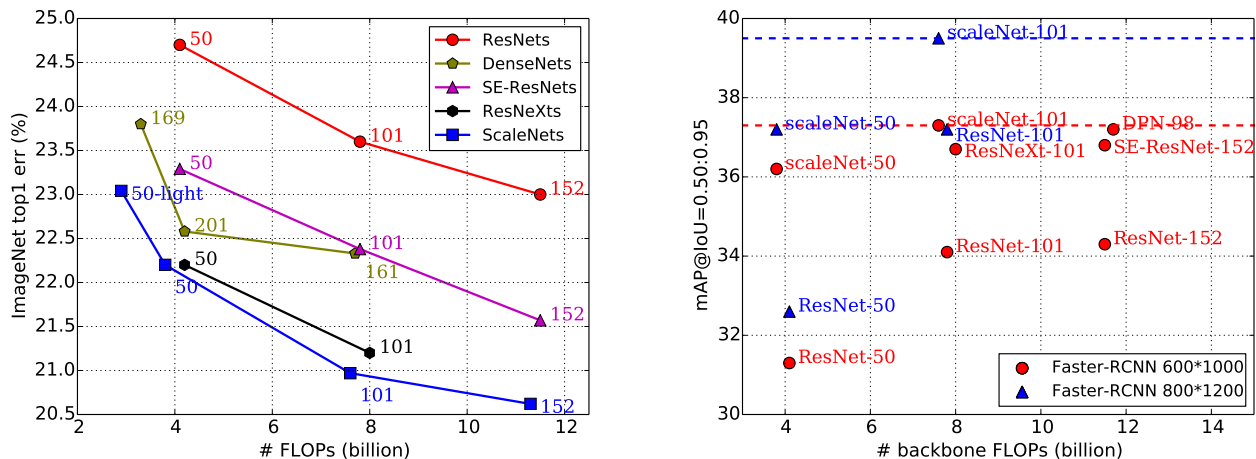 25.0
24.5
24.0
23.5
23.0
22.5
22.0
21.5
21.0
20.5
ImageNet top1 err (%)
2
4
6
8
10
12
# FLOPs (billion)
ResNets
DenseNets
SE-ResNets
ResNeXts
ScaleNets
50
101
152
169
201
161
50
101
152
50
101
50-light
50
101
152
40
38
36
34
32
30
mAP@IoU=0.50:0.95
4
6
8
10
12
14
# backbone FLOPs (billion)
scaleNet-101
scaleNet-50
scaleNet-101
ResNet-101
DPN-98
SE-ResNet-152
ResNeXt-101
scaleNet-50
ResNet-101
ResNet-152
ResNet-50
ResNet-50
Faster-RCNN 600*1000
Faster-RCNN 800*1200